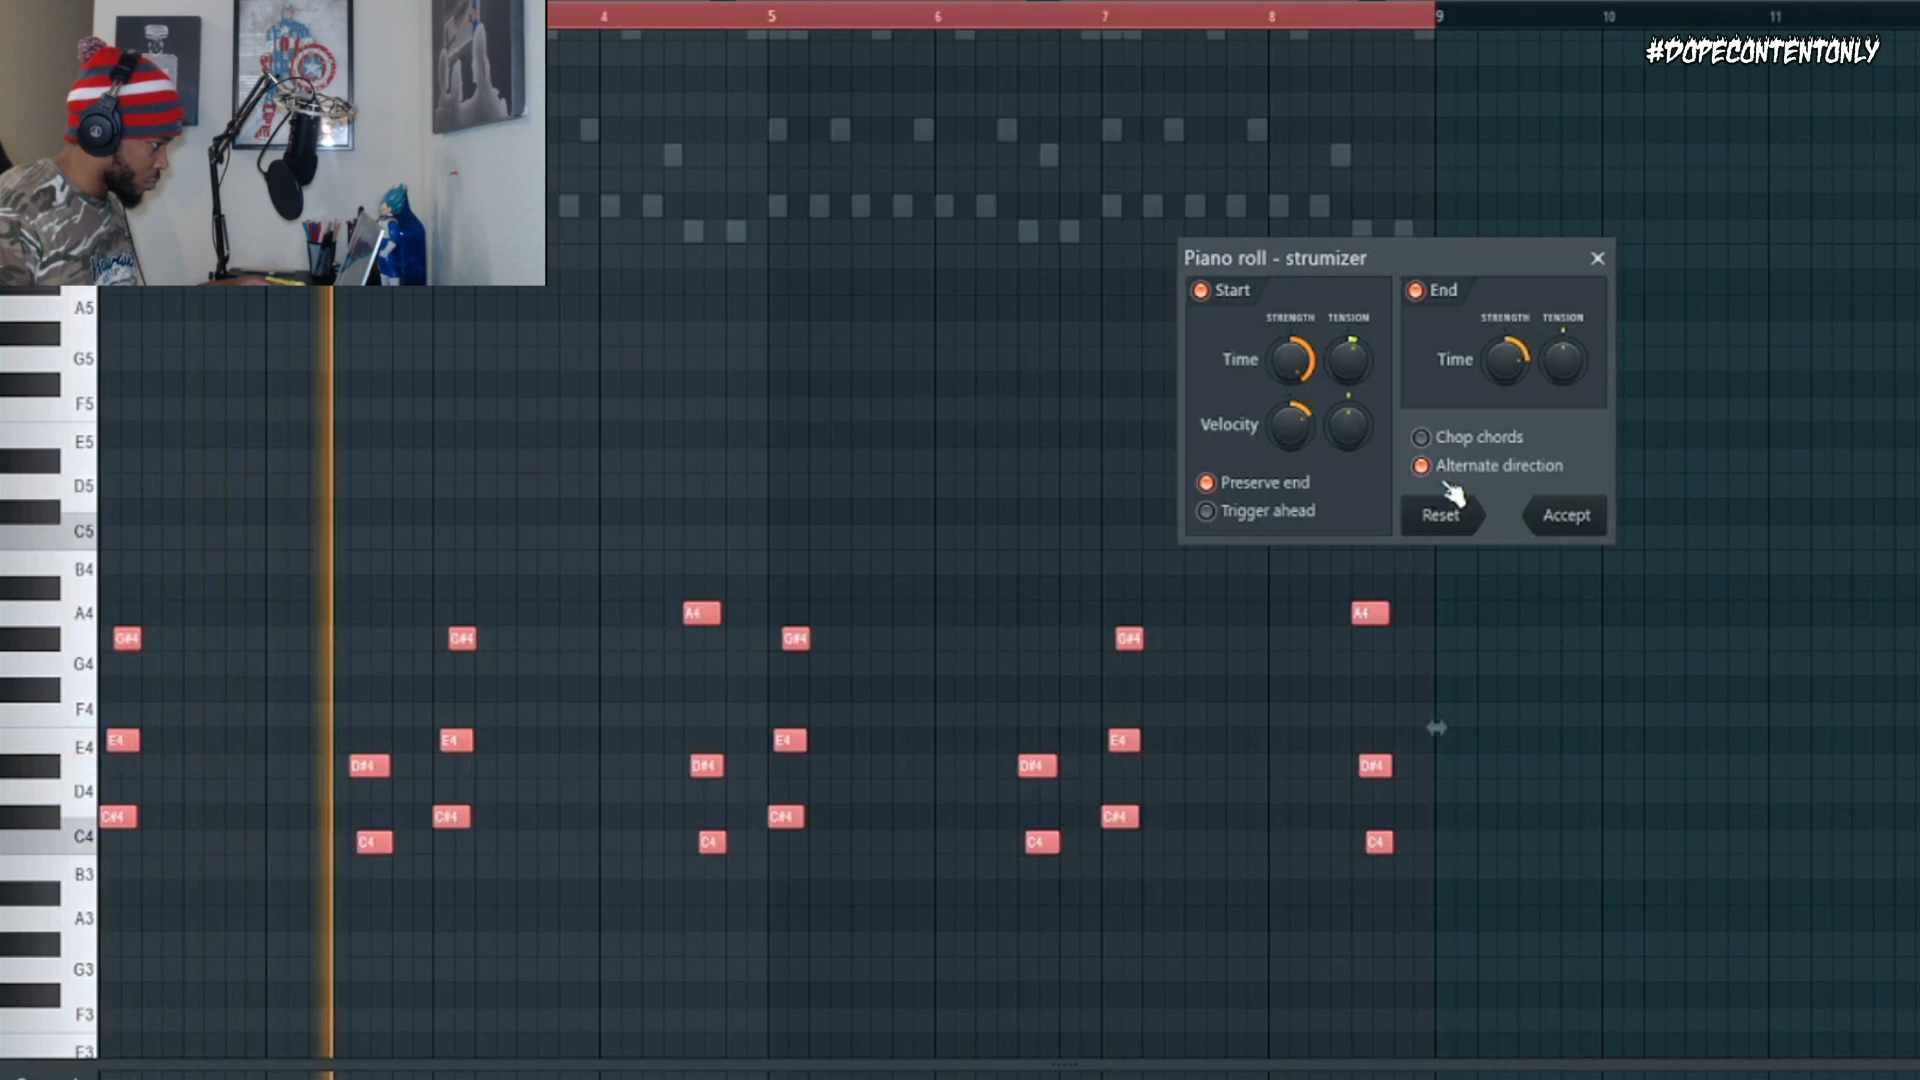 4 5 6 7 8 9 10 11
#DOPECONTENTONLY
Piano roll - strumizer
Start
End
STRENGTH TENSION
STRENGTH TENSION
Time
Time
Velocity
Chop chords
Alternate direction
Preserve end
Trigger ahead
Reset
Accept
A5
G5
F5
E5
D5
C5
B4
A4
A4 A4
G#4 G#4 G#4 G#4
G4
F4
E4
E4 E4 E4 E4
D#4 D#4 D#4 D#4
D4
C#4 C#4 C#4 C#4
C4
C4 C4 C4 C4
B3
A3
G3
F3
E3